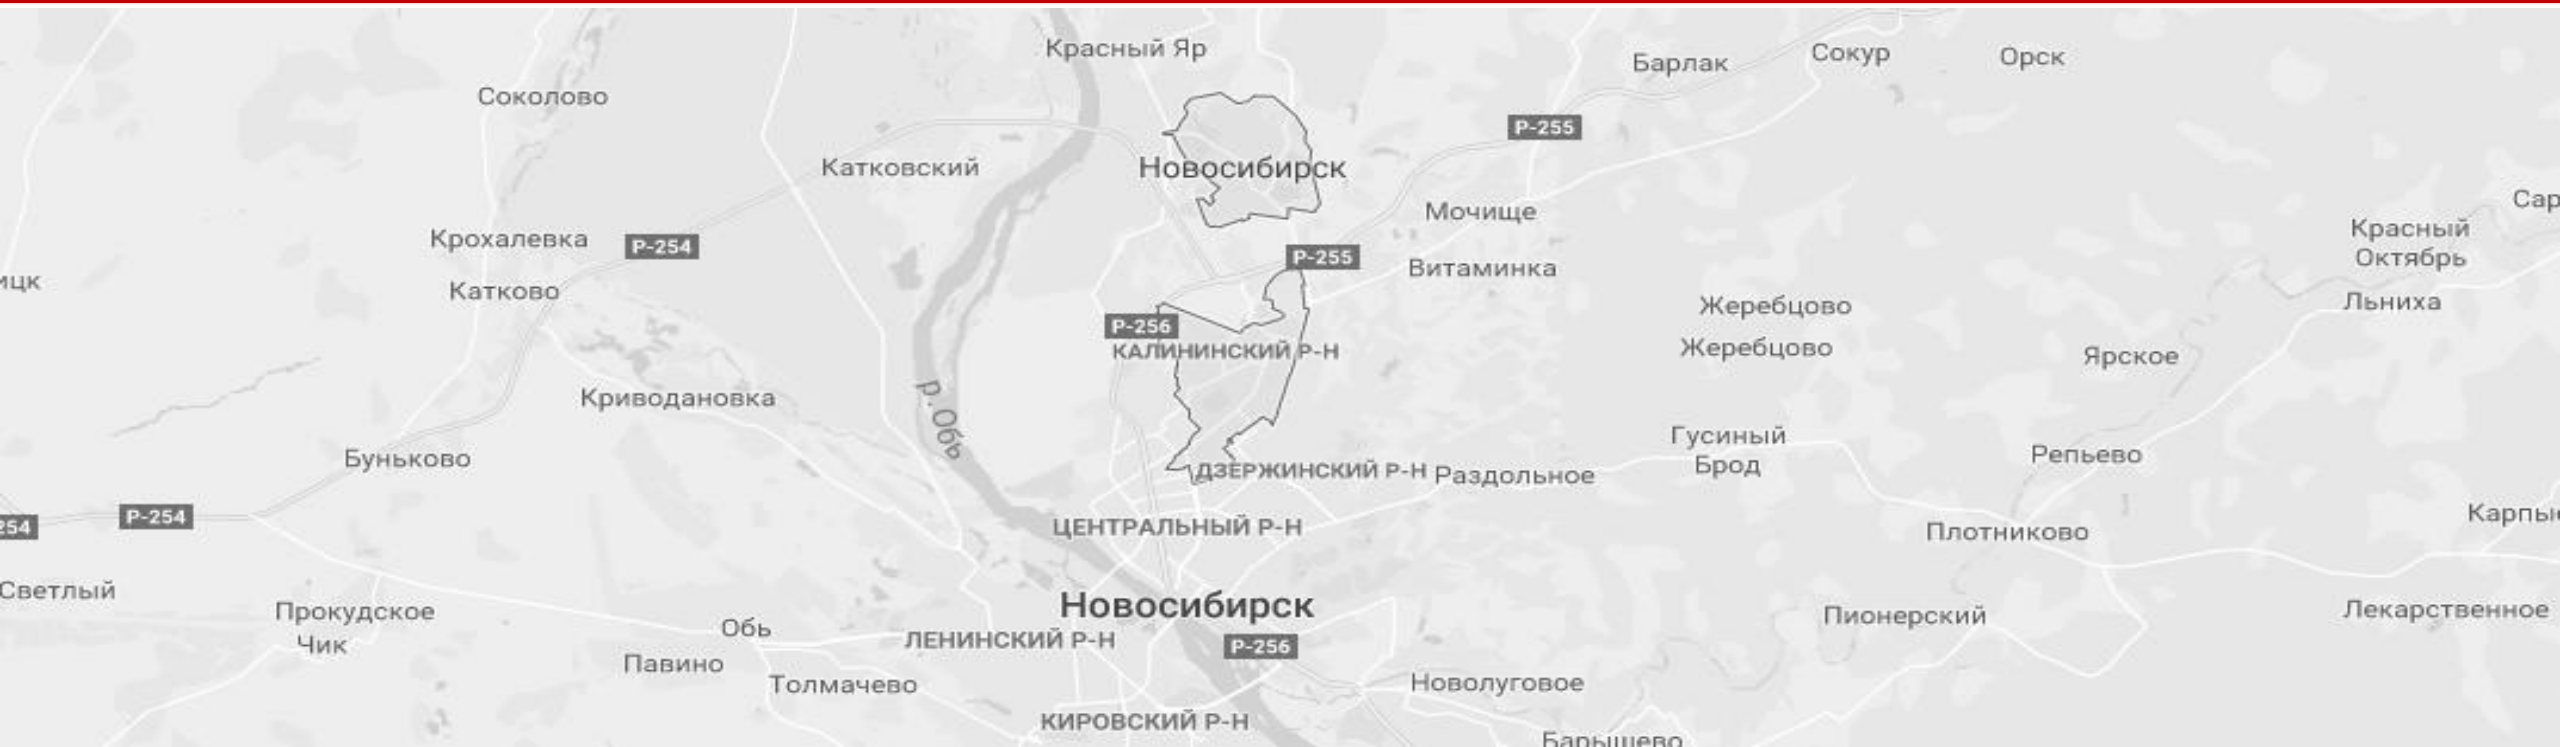 Красный Яр
Барлак
Сокур
Орск
Соколово
Р-255
Катковский
Новосибирск
Мочище
Крохалевка
Р-254
Красный
Октябрь
Р-255
Витаминка
Катково
Жеребцово
Льниха
Р-256
КАЛИНИНСКИЙ Р-Н
Жеребцово
Ярское
Криводановка
р. Обь
Гусиный
Брод
Буньково
ДЗЕРЖИНСКИЙ Р-Н
Раздольное
Репьево
254
Р-254
ЦЕНТРАЛЬНЫЙ Р-Н
Плотниково
Светлый
Прокудское
Новосибирск
Пионерский
Лекарственное
Чик
Обь
ЛЕНИНСКИЙ Р-Н
Р-256
Павино
Толмачево
Новолуговое
КИРОВСКИЙ Р-Н
Барышево